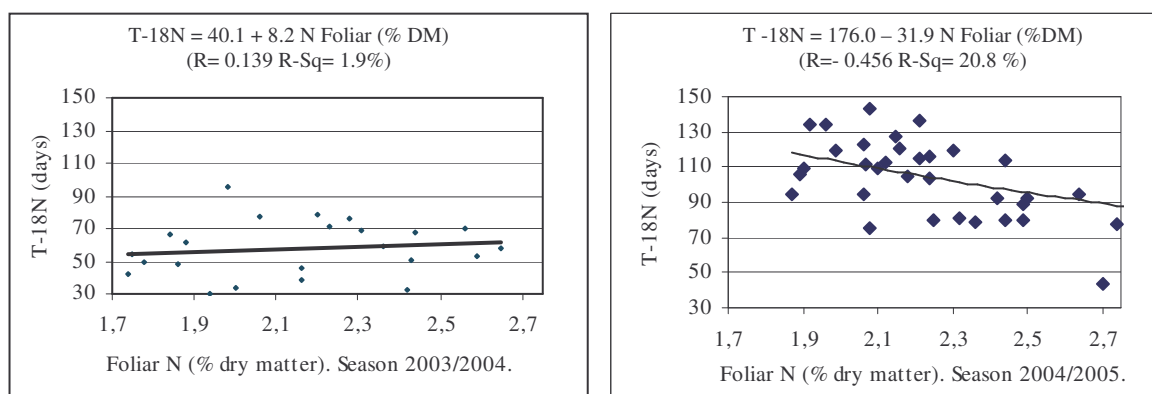 T-18N = 40.1 + 8.2 N Foliar (% DM)
(R= 0.139 R-Sq= 1.9%)
T-18N (days)
150
130
110
90
70
50
30
1,7 1,9 2,1 2,3 2,5 2,7
Foliar N (% dry matter). Season 2003/2004.
T -18N = 176.0 – 31.9 N Foliar (%DM)
(R=- 0.456 R-Sq= 20.8 %)
T-18N (days)
150
130
110
90
70
50
30
1,7 1,9 2,1 2,3 2,5 2,7
Foliar N (% dry matter). Season 2004/2005.